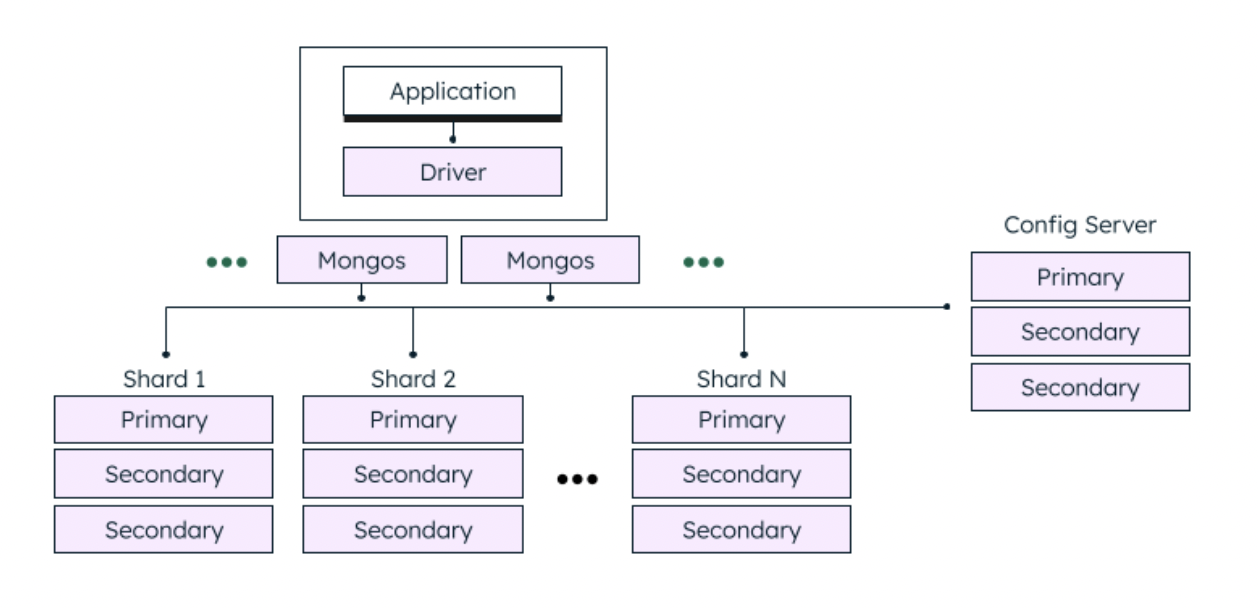 Application
Driver
Config Server
Mongos
Mongos
Primary
Secondary
Secondary
Shard 1
Shard 2
Shard N
Primary
Primary
Primary
Secondary
Secondary
Secondary
Secondary
Secondary
Secondary